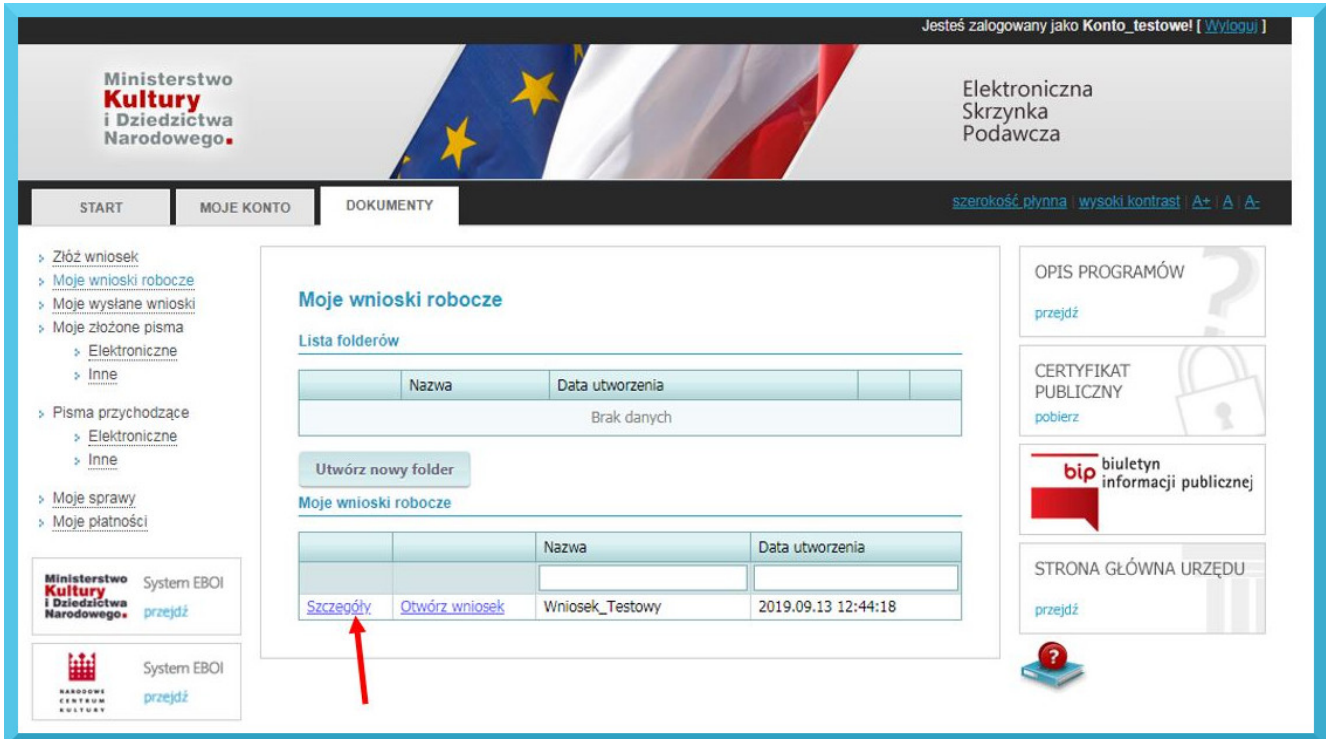 Jesteś zalogowany jako Konto_testowe! [ Wyloguj ]
Ministerstwo
Kultury
i Dziedzictwa
Narodowego
Elektroniczna
Skrzynka
Podawcza
START
MOJE KONTO
DOKUMENTY
szerokość płynna | wysoki kontrast | A+ | A | A-
Złóż wniosek
Moje wnioski robocze
Moje wysłane wnioski
Moje złożone pisma
Elektroniczne
Inne
Pisma przychodzące
Elektroniczne
Inne
Moje sprawy
Moje płatności
Ministerstwo
Kultury
i Dziedzictwa
Narodowego
System EBOI
przejdź
NARODOWE
CENTRUM
KULTURY
System EBOI
przejdź
Moje wnioski robocze
Lista folderów
Nazwa Data utworzenia
Brak danych
Utwórz nowy folder
Moje wnioski robocze
Nazwa Data utworzenia
Szczegóły Otwórz wniosek Wniosek_Testowy 2019.09.13 12:44:18
OPIS PROGRAMÓW
?
przejdź
CERTYFIKAT
PUBLICZNY
pobierz
bip biuletyn
informacji publicznej
STRONA GŁÓWNA URZĘDU
przejdź
?